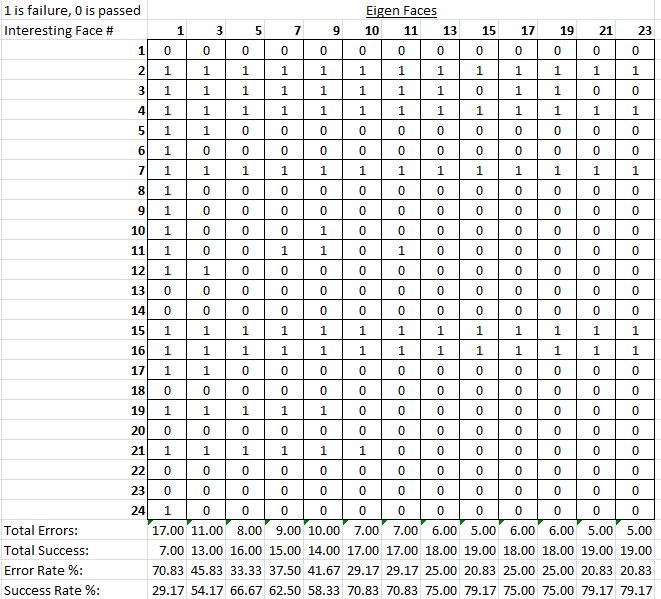 1 is failure, 0 is passed Eigen Faces
Interesting Face # 1 3 5 7 9 10 11 13 15 17 19 21 23
1 0 0 0 0 0 0 0 0 0 0 0 0 0
2 1 1 1 1 1 1 1 1 1 1 1 1 1
3 1 1 1 1 1 1 1 1 0 1 1 0 0
4 1 1 1 1 1 1 1 1 1 1 1 1 1
5 1 1 0 0 0 0 0 0 0 0 0 0 0
6 1 0 0 0 0 0 0 0 0 0 0 0 0
7 1 1 1 1 1 1 1 1 1 1 1 1 1
8 1 0 0 0 0 0 0 0 0 0 0 0 0
9 1 0 0 0 0 0 0 0 0 0 0 0 0
10 1 0 0 0 1 0 0 0 0 0 0 0 0
11 1 0 0 1 1 0 1 0 0 0 0 0 0
12 1 1 0 0 0 0 0 0 0 0 0 0 0
13 0 0 0 0 0 0 0 0 0 0 0 0 0
14 0 0 0 0 0 0 0 0 0 0 0 0 0
15 1 1 1 1 1 1 1 1 1 1 1 1 1
16 1 1 1 1 1 1 1 1 1 1 1 1 1
17 1 1 0 0 0 0 0 0 0 0 0 0 0
18 0 0 0 0 0 0 0 0 0 0 0 0 0
19 1 1 1 1 1 0 0 0 0 0 0 0 0
20 0 0 0 0 0 0 0 0 0 0 0 0 0
21 1 1 1 1 1 1 0 0 0 0 0 0 0
22 0 0 0 0 0 0 0 0 0 0 0 0 0
23 0 0 0 0 0 0 0 0 0 0 0 0 0
24 1 0 0 0 0 0 0 0 0 0 0 0 0
Total Errors: 17.00 11.00 8.00 9.00 10.00 7.00 7.00 6.00 5.00 6.00 6.00 5.00 5.00
Total Success: 7.00 13.00 16.00 15.00 14.00 17.00 17.00 18.00 19.00 18.00 18.00 19.00 19.00
Error Rate %: 70.83 45.83 33.33 37.50 41.67 29.17 29.17 25.00 20.83 25.00 25.00 20.83 20.83
Success Rate %: 29.17 54.17 66.67 62.50 58.33 70.83 70.83 75.00 79.17 75.00 75.00 79.17 79.17